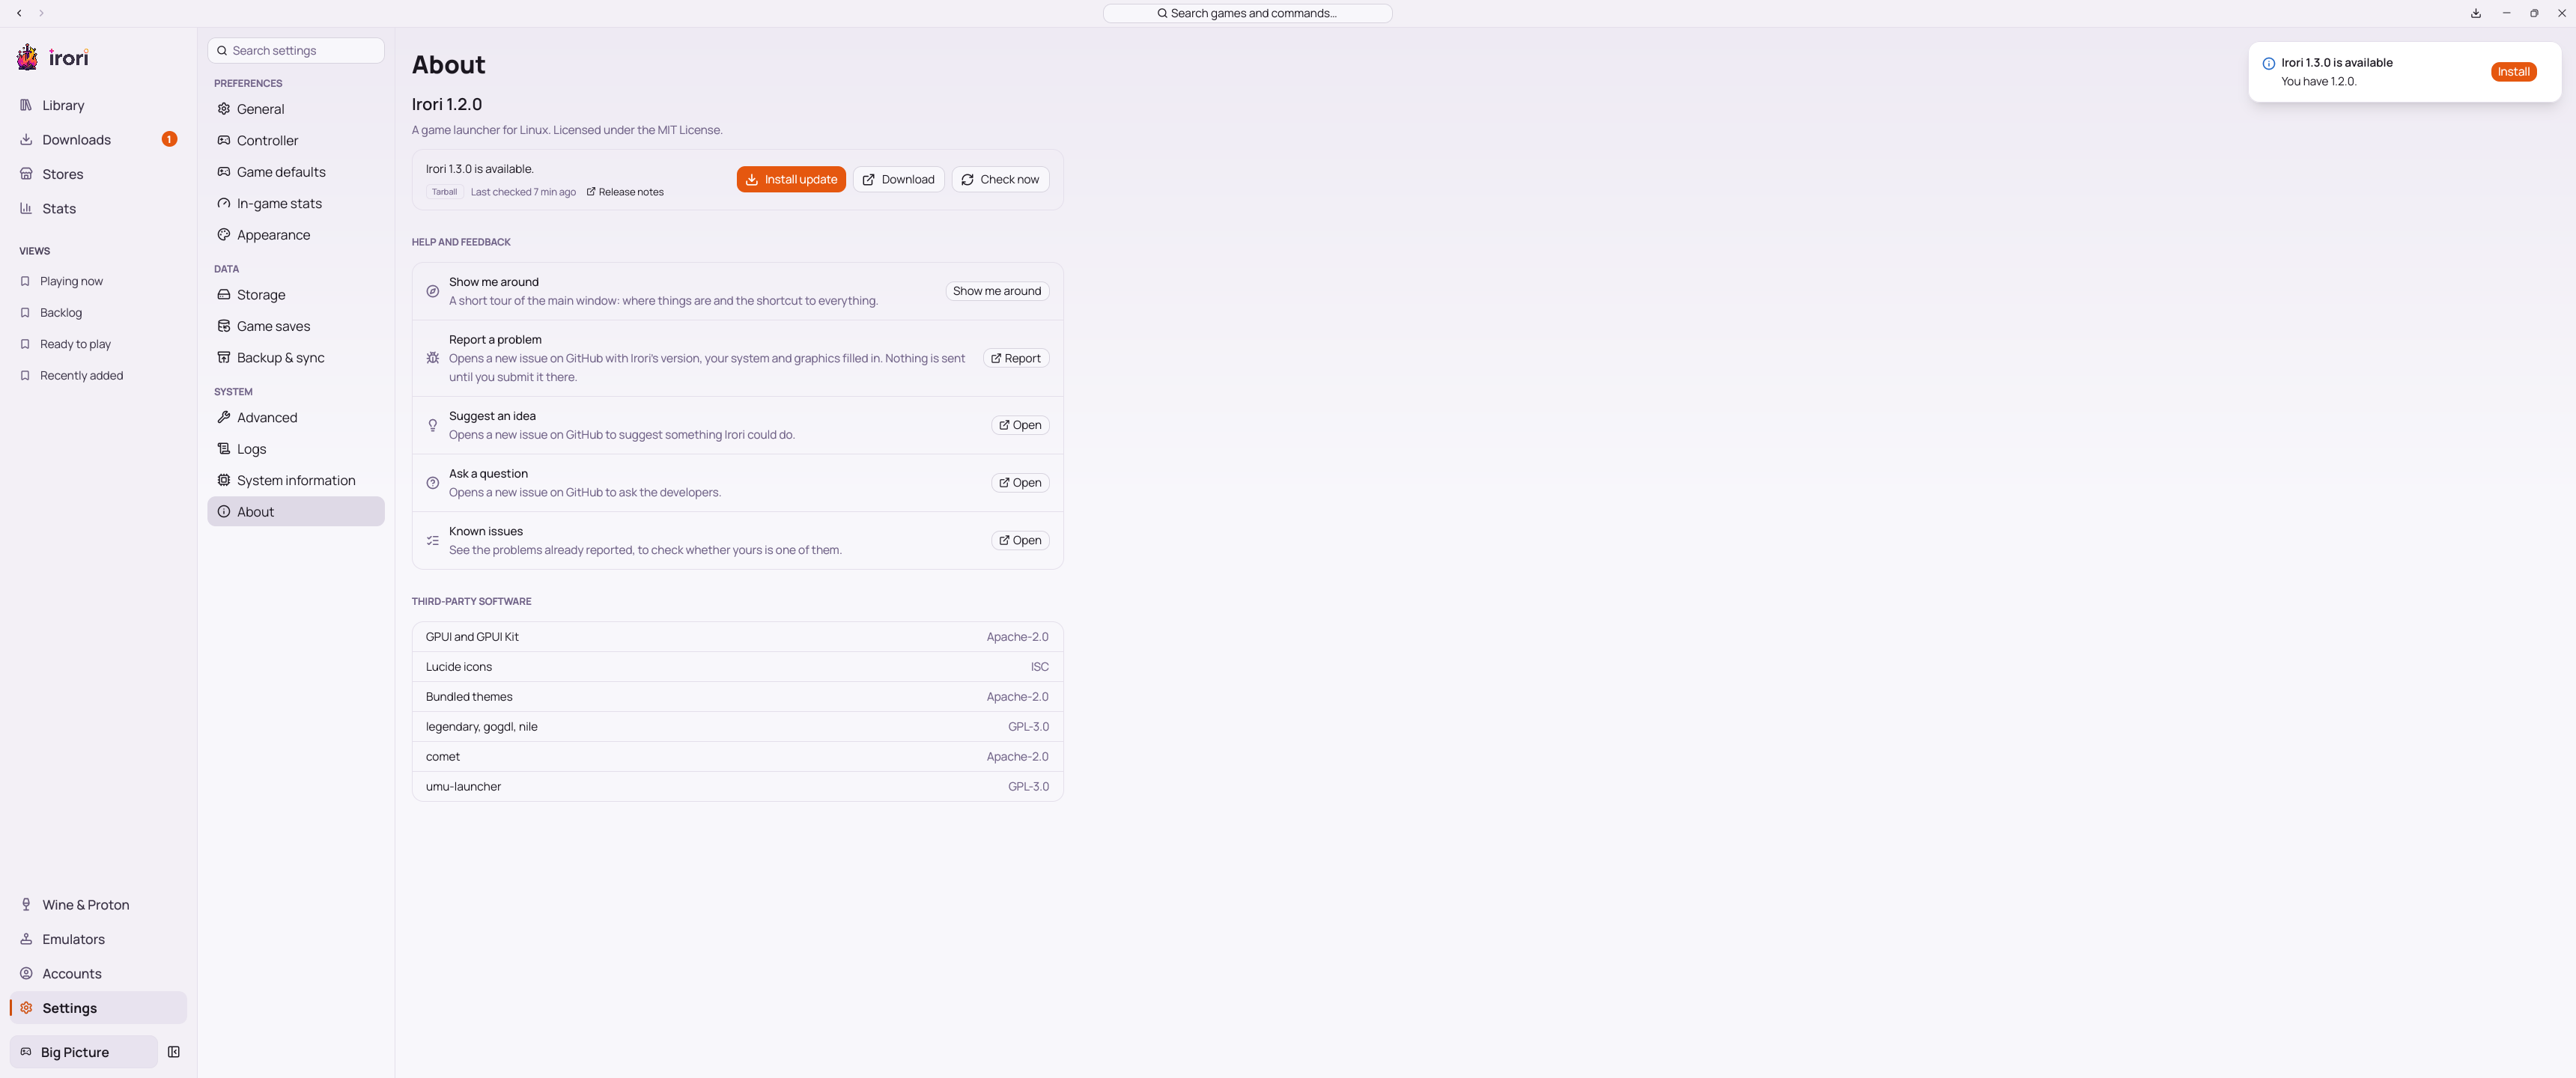 Search games and commands...
irori
Library
Downloads
1
Stores
Stats
VIEWS
Playing now
Backlog
Ready to play
Recently added
Wine & Proton
Emulators
Accounts
Settings
Big Picture
Search settings
PREFERENCES
General
Controller
Game defaults
In-game stats
Appearance
DATA
Storage
Game saves
Backup & sync
SYSTEM
Advanced
Logs
System information
About
About
Irori 1.2.0
A game launcher for Linux. Licensed under the MIT License.
Irori 1.3.0 is available.
Tarball Last checked 7 min ago Release notes
Install update Download Check now
HELP AND FEEDBACK
Show me around
A short tour of the main window: where things are and the shortcut to everything.
Show me around
Report a problem
Opens a new issue on GitHub with Irori's version, your system and graphics filled in. Nothing is sent
until you submit it there.
Report
Suggest an idea
Opens a new issue on GitHub to suggest something Irori could do.
Open
Ask a question
Opens a new issue on GitHub to ask the developers.
Open
Known issues
See the problems already reported, to check whether yours is one of them.
Open
THIRD-PARTY SOFTWARE
GPUI and GPUI Kit Apache-2.0
Lucide icons ISC
Bundled themes Apache-2.0
legendary, gogdl, nile GPL-3.0
comet Apache-2.0
umu-launcher GPL-3.0
Irori 1.3.0 is available
You have 1.2.0.
Install